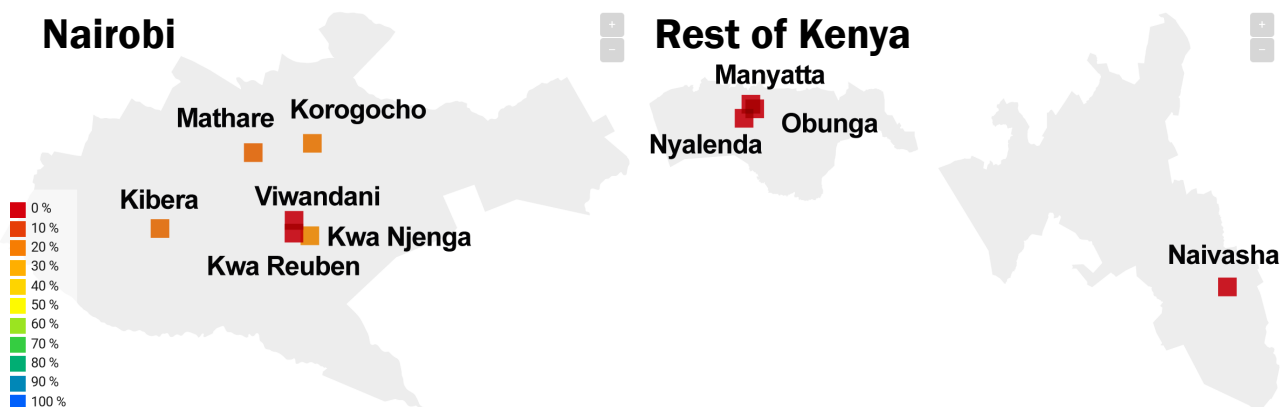 Nairobi
Rest of Kenya
+
−
+
−
Manyatta
Mathare
Korogocho
Obunga
Nyalenda
Kibera
Viwandani
Kwa Njenga
Kwa Reuben
Naivasha
0 %
10 %
20 %
30 %
40 %
50 %
60 %
70 %
80 %
90 %
100 %